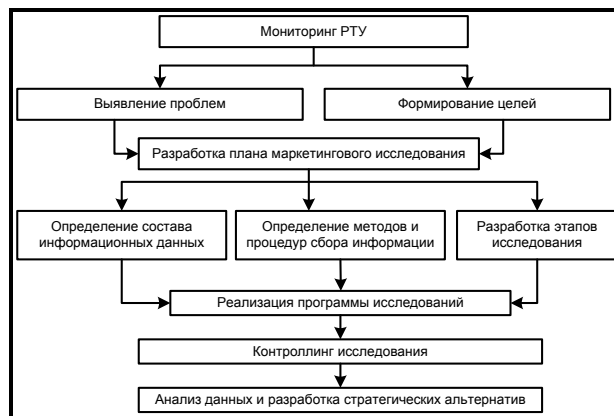 Мониторинг РТУ
Выявление проблем
Формирование целей
Разработка плана маркетингового исследования
Определение состава
информационных данных
Определение методов и
процедур сбора информации
Разработка этапов
исследования
Реализация программы исследований
Контроллинг исследования
Анализ данных и разработка стратегических альтернатив